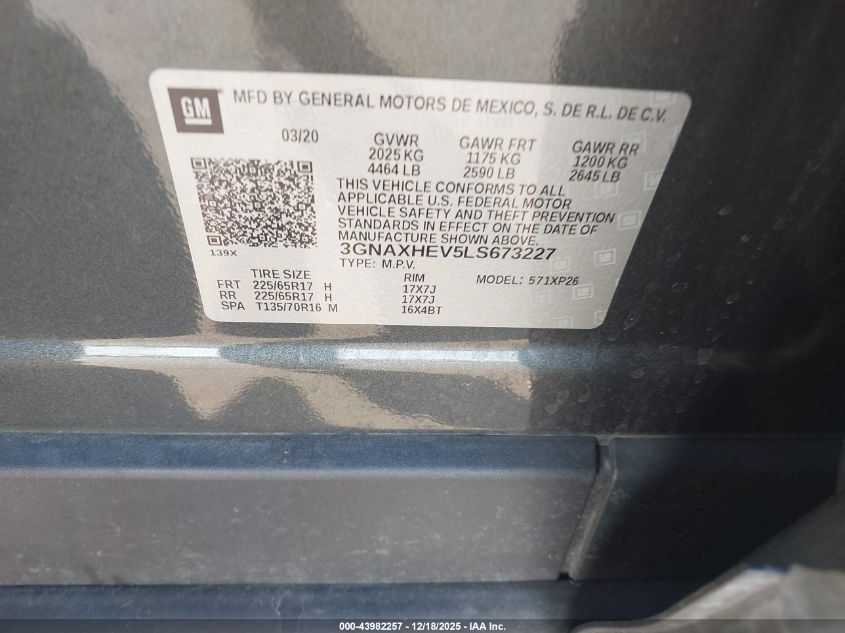 GM MFD BY GENERAL MOTORS DE MEXICO, S. DE R.L. DE C.V.
03/20 GVWR GAWR FRT GAWR RR
2025 KG 1175 KG 1200 KG
4464 LB 2590 LB 2645 LB
THIS VEHICLE CONFORMS TO ALL
APPLICABLE U.S. FEDERAL MOTOR
VEHICLE SAFETY AND THEFT PREVENTION
STANDARDS IN EFFECT ON THE DATE OF
MANUFACTURE SHOWN ABOVE.
139X 3GNAXHEV5LS673227
TYPE: M.P.V. MODEL: 571XP26
TIRE SIZE RIM
FRT 225/65R17 H 17X7J
RR 225/65R17 H 17X7J
SPA T135/70R16 M 16X4BT
000-43982257 - 12/18/2025 - IAA Inc.